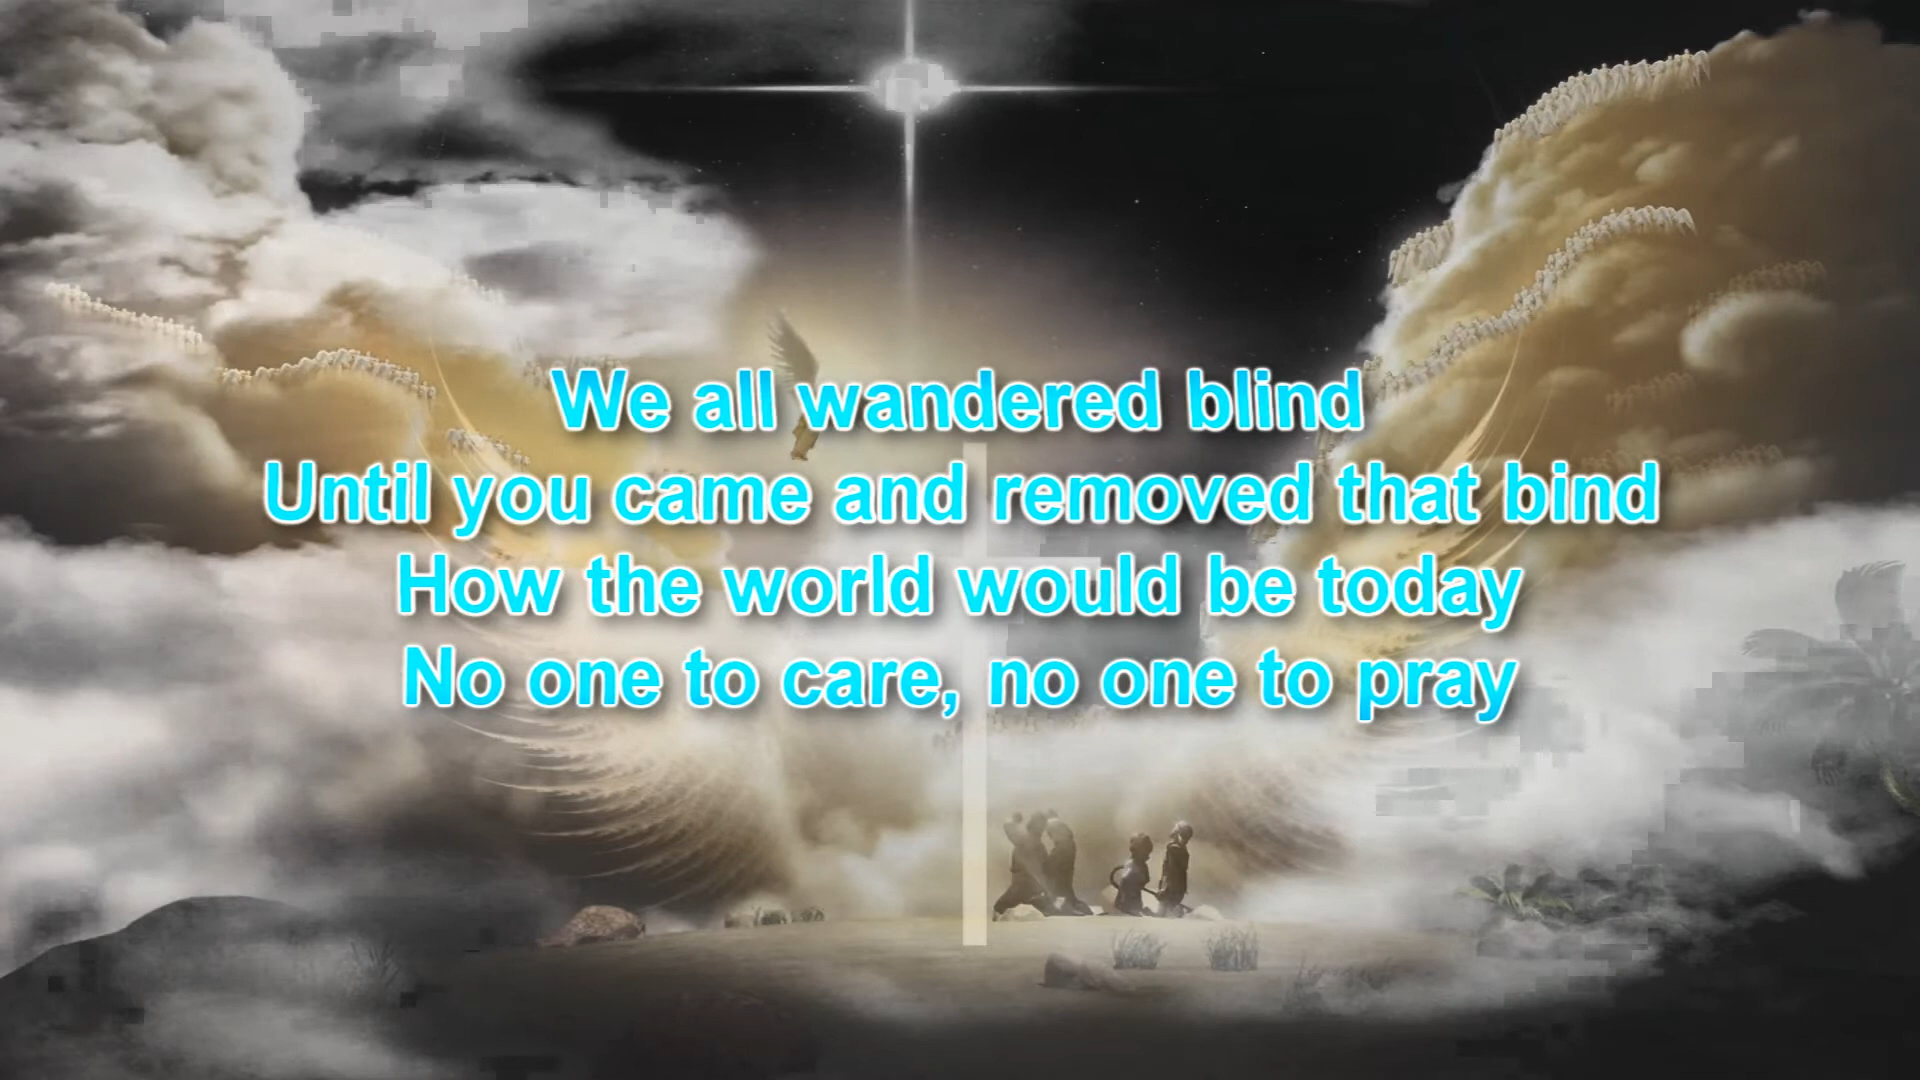 We all wandered blind
Until you came and removed that bind
How the world would be today
No one to care, no one to pray